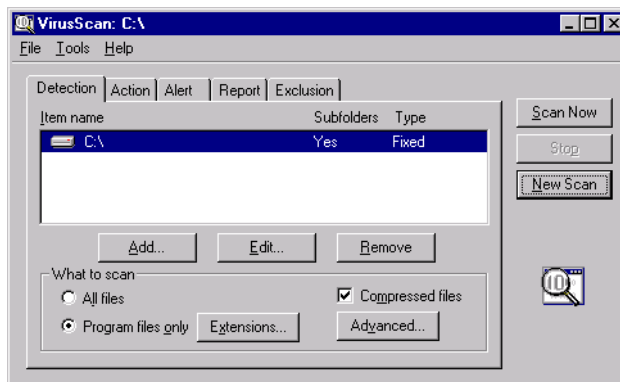 VirusScan: C:\
File Tools Help
Detection Action Alert Report Exclusion
Item name Subfolders Type
C:\ Yes Fixed
Add... Edit... Remove
What to scan
All files
Compressed files
Program files only Extensions... Advanced...
Scan Now
Stop
New Scan